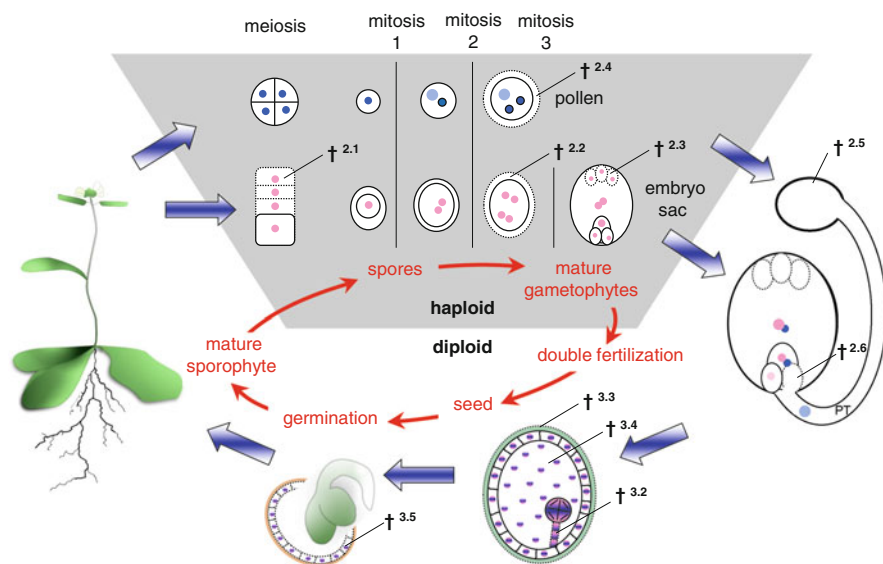 meiosis
mitosis
1
mitosis
2
mitosis
3
† 2.4
pollen
† 2.1
† 2.2
† 2.3
† 2.5
embryo
sac
spores
mature
gametophytes
haploid
diploid
mature
sporophyte
double fertilization
† 2.6
PT
seed
germination
† 3.3
† 3.4
† 3.2
† 3.5